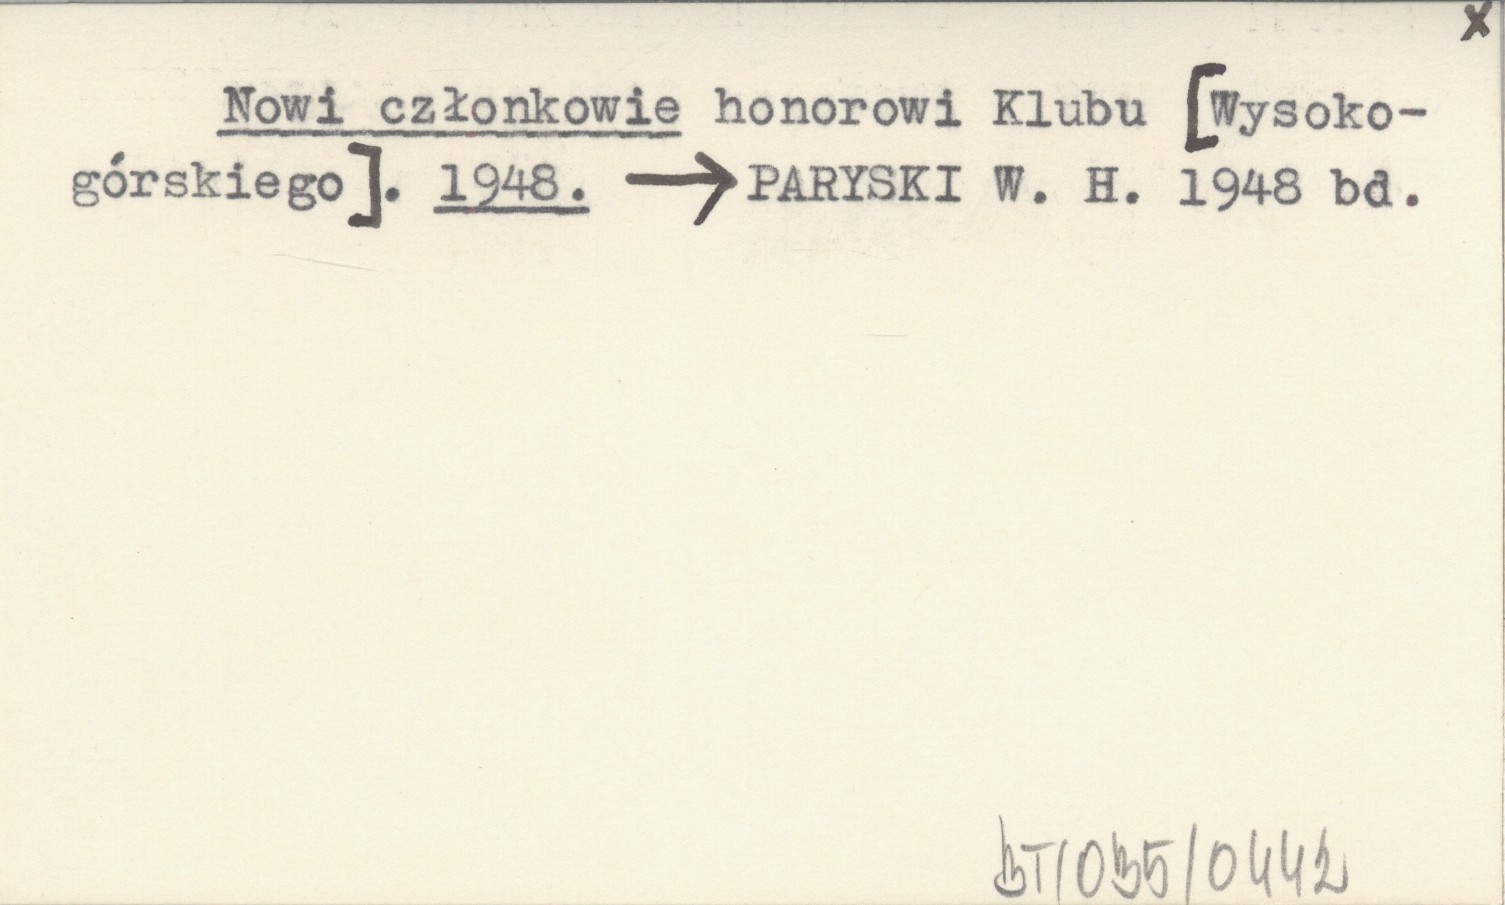 x
Nowi członkowie honorowi Klubu [Wysoko-
górskiego]. 1948. → PARYSKI W. H. 1948 bd.
BT/035/0442